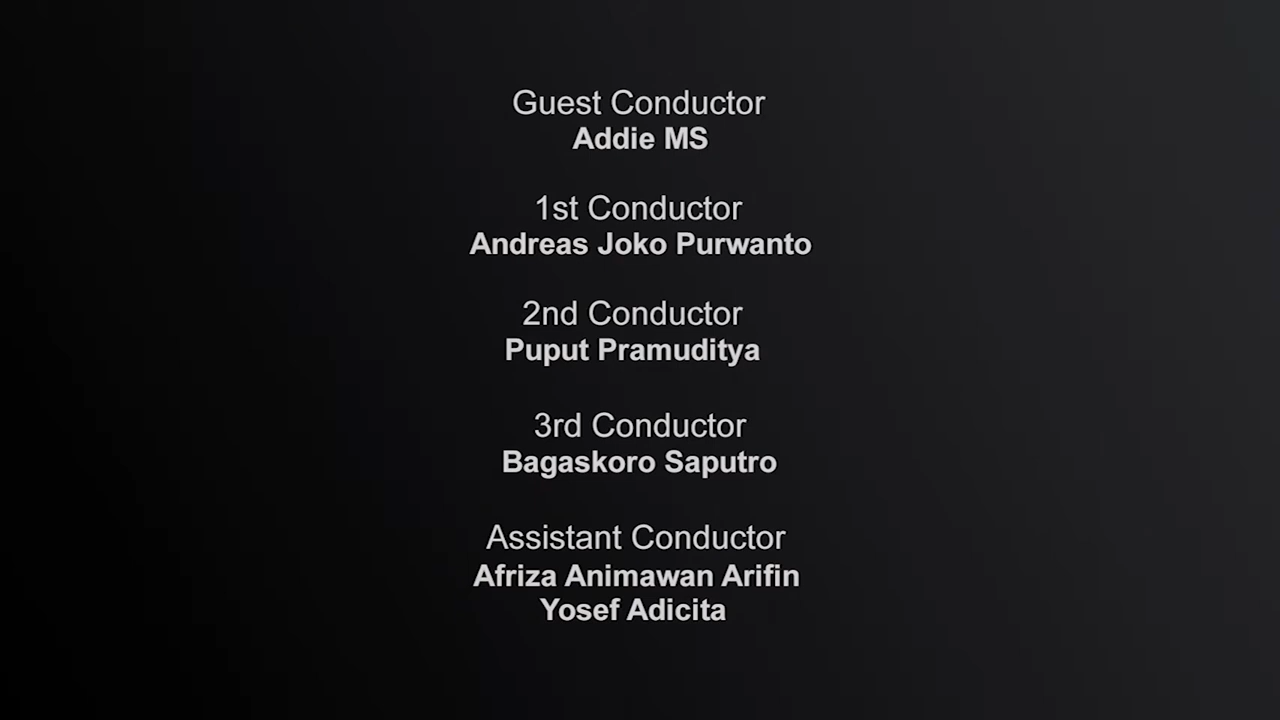 Guest Conductor
Addie MS
1st Conductor
Andreas Joko Purwanto
2nd Conductor
Puput Pramuditya
3rd Conductor
Bagaskoro Saputro
Assistant Conductor
Afriza Animawan Arifin
Yosef Adicita